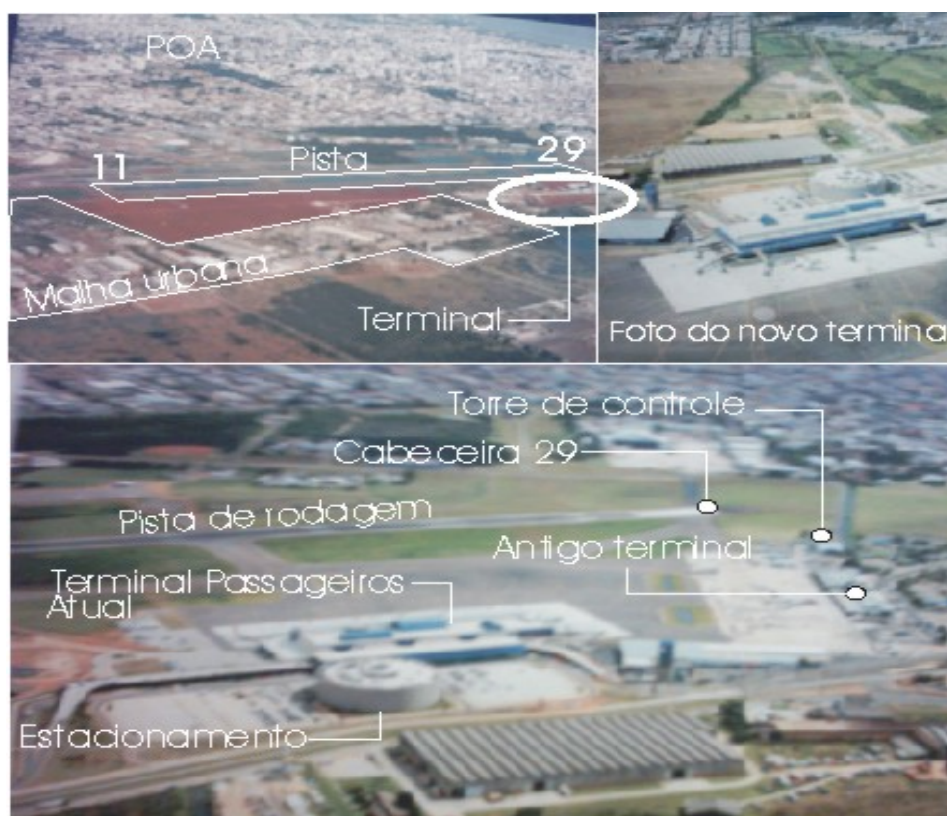 POA
11
Pista
29
Malha urbana
Terminal
Foto do novo termina
Torre de controle
Cabeceira 29
Pista de rodagem
Antigo terminal
Terminal Passageiros
Atual
Estacionamento